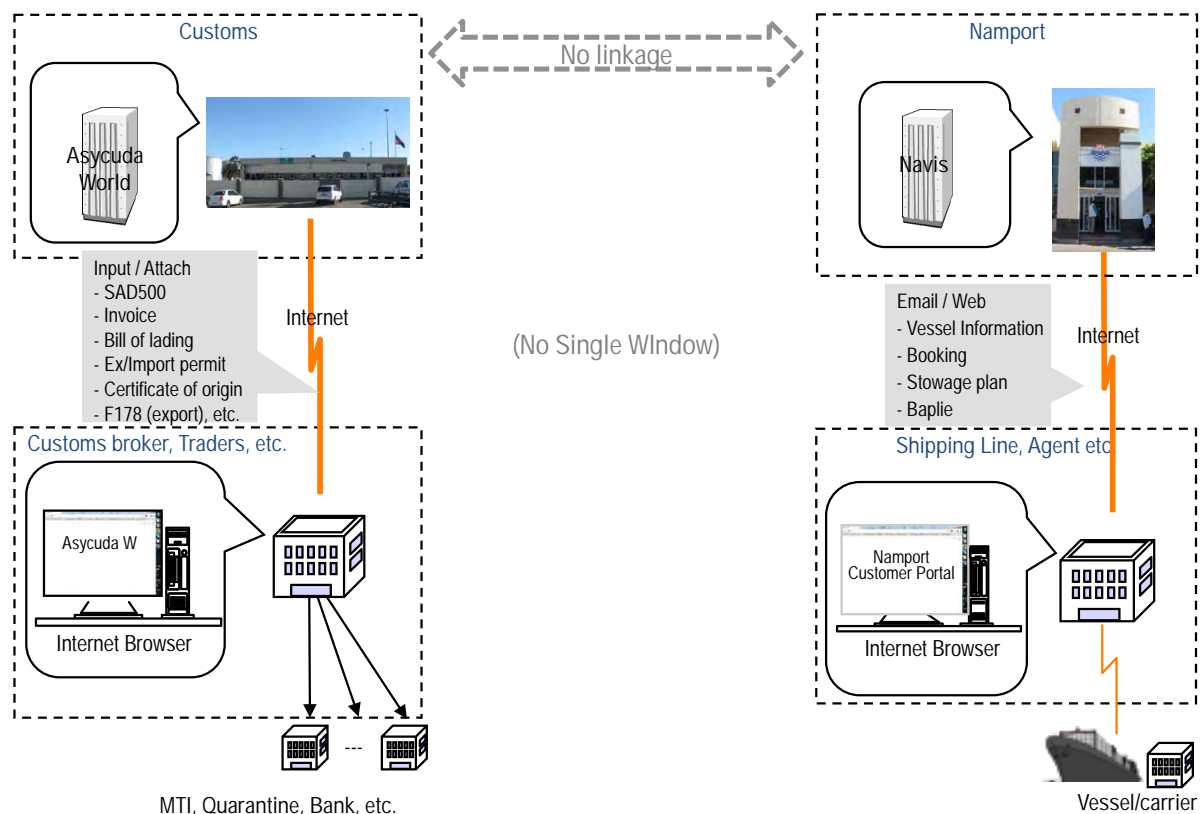 Customs
No linkage
Namport
Asycuda
World
Navis
Input / Attach
- SAD500
- Invoice
- Bill of lading
- Ex/Import permit
- Certificate of origin
- F178 (export), etc.
Internet
(No Single WIndow)
Email / Web
- Vessel Information
- Booking
- Stowage plan
- Baplie
Internet
Customs broker, Traders, etc.
Asycuda W
Internet Browser
Shipping Line, Agent etc.
Namport
Customer Portal
Internet Browser
---
MTI, Quarantine, Bank, etc.
Vessel/carrier